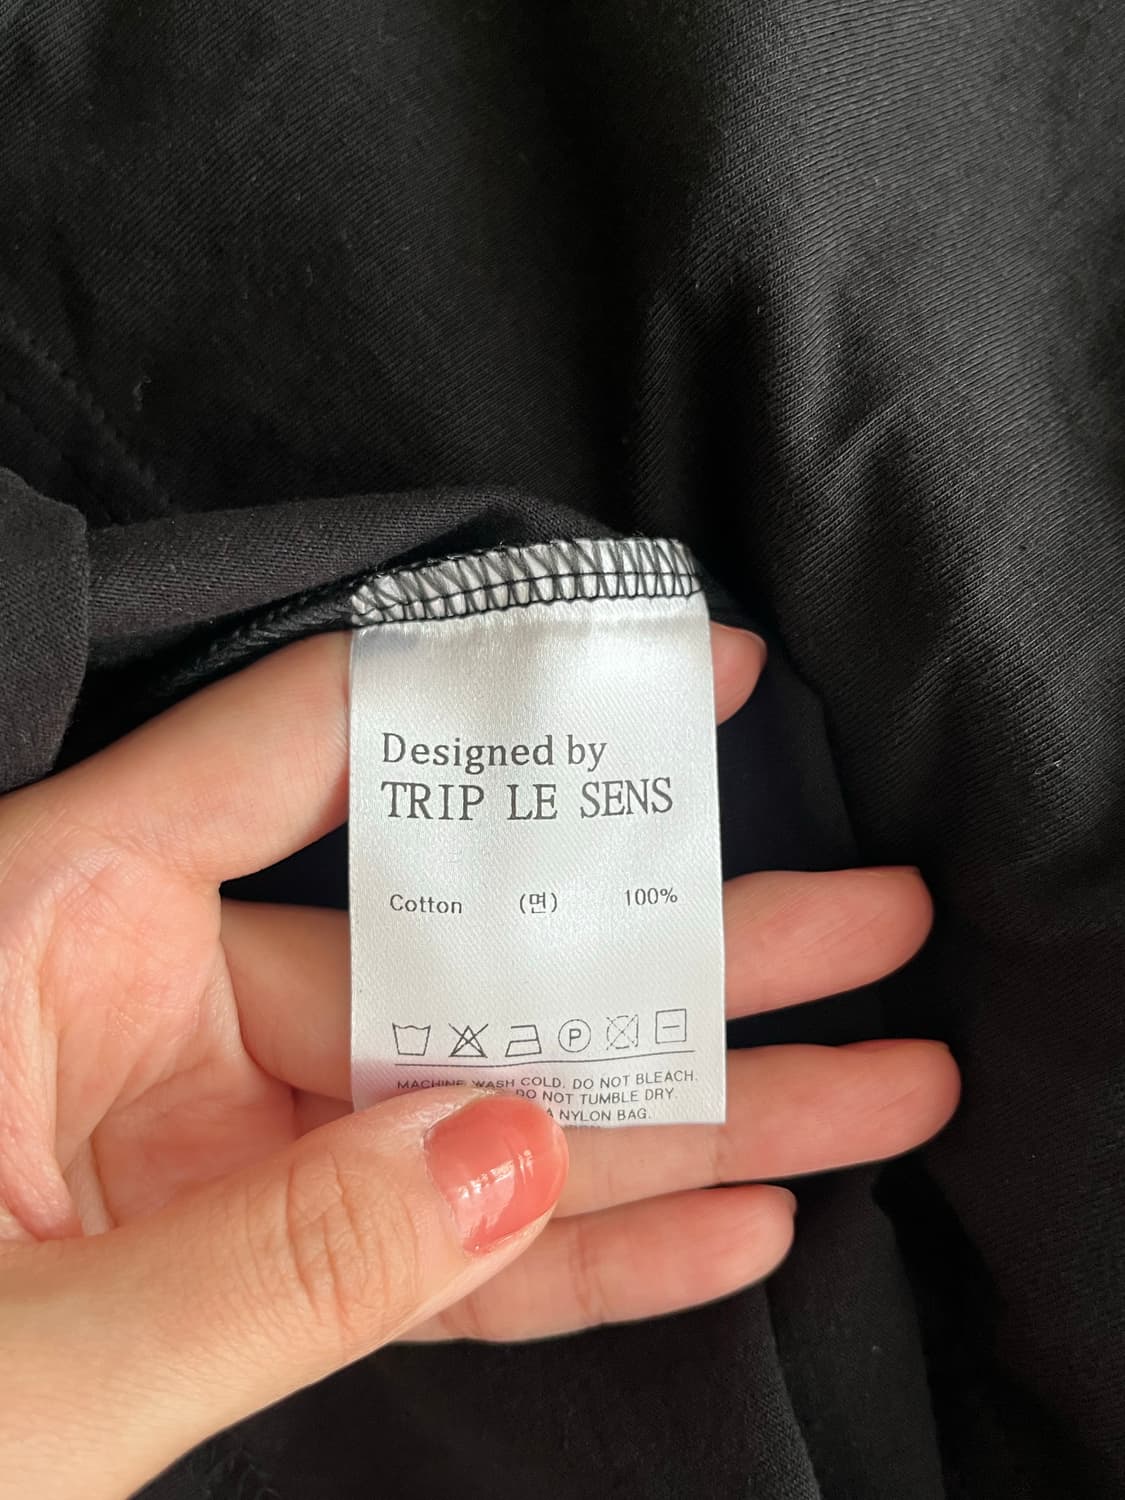 Designed by
TRIP LE SENS
Cotton (면) 100%
P
MACHINE WASH COLD. DO NOT BLEACH.
DO NOT TUMBLE DRY
A NYLON BAG.